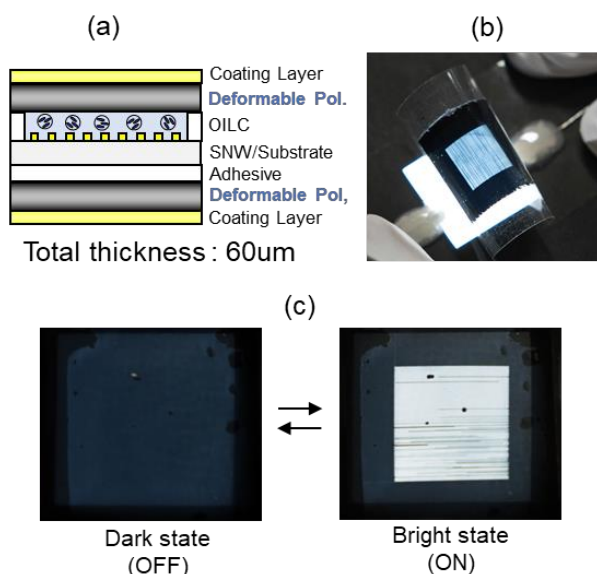 (a)
Coating Layer
Deformable Pol.
OILC
SNW/Substrate
Adhesive
Deformable Pol,
Coating Layer
Total thickness : 60um
(b)
(c)
Dark state
(OFF)
Bright state
(ON)